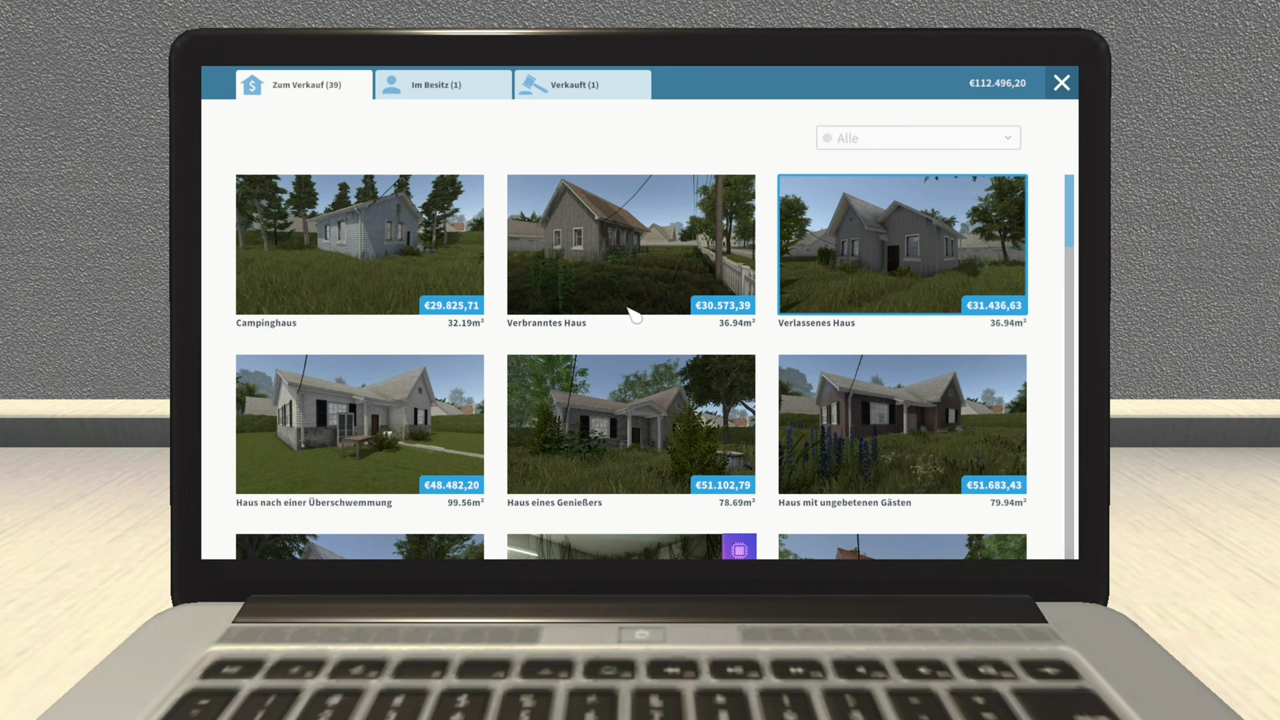 Zum Verkauf (39)
Im Besitz (1)
Verkauft (1)
€112.496,20
Alle
€29.825,71
€30.573,39
€31.436,63
Campinghaus 32.19m²
Verbranntes Haus 36.94m²
Verlassenes Haus 36.94m²
€48.482,20
€51.102,79
€51.683,43
Haus nach einer Überschwemmung 99.56m²
Haus eines Genießers 78.69m²
Haus mit ungebetenen Gästen 79.94m²